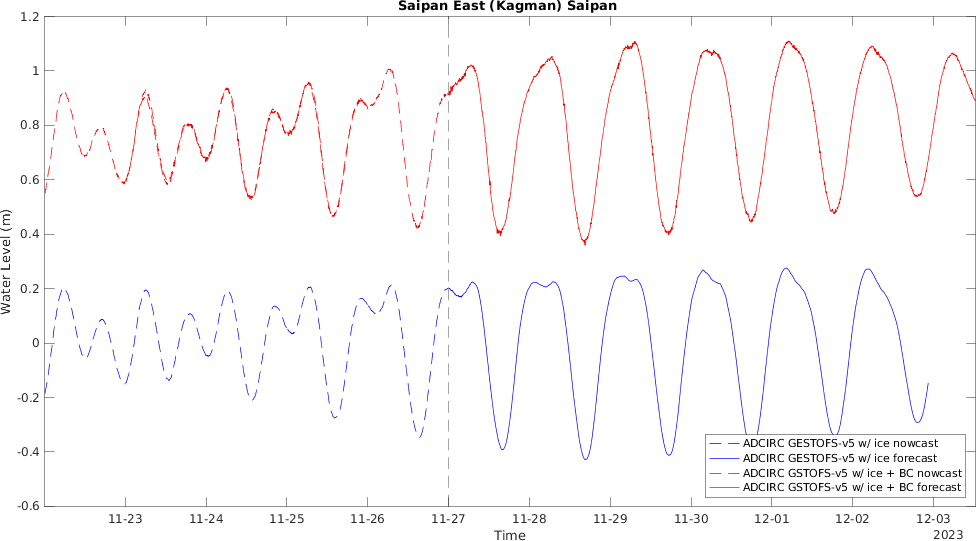 Saipan East (Kagman) Saipan
1.2
1
0.8
0.6
0.4
0.2
0
-0.2
-0.4
-0.6
Water Level (m)
ADCIRC GESTOFS-v5 w/ ice nowcast
ADCIRC GESTOFS-v5 w/ ice forecast
ADCIRC GSTOFS-v5 w/ ice + BC nowcast
ADCIRC GSTOFS-v5 w/ ice + BC forecast
11-23 11-24 11-25 11-26 11-27 11-28 11-29 11-30 12-01 12-02 12-03
Time
2023